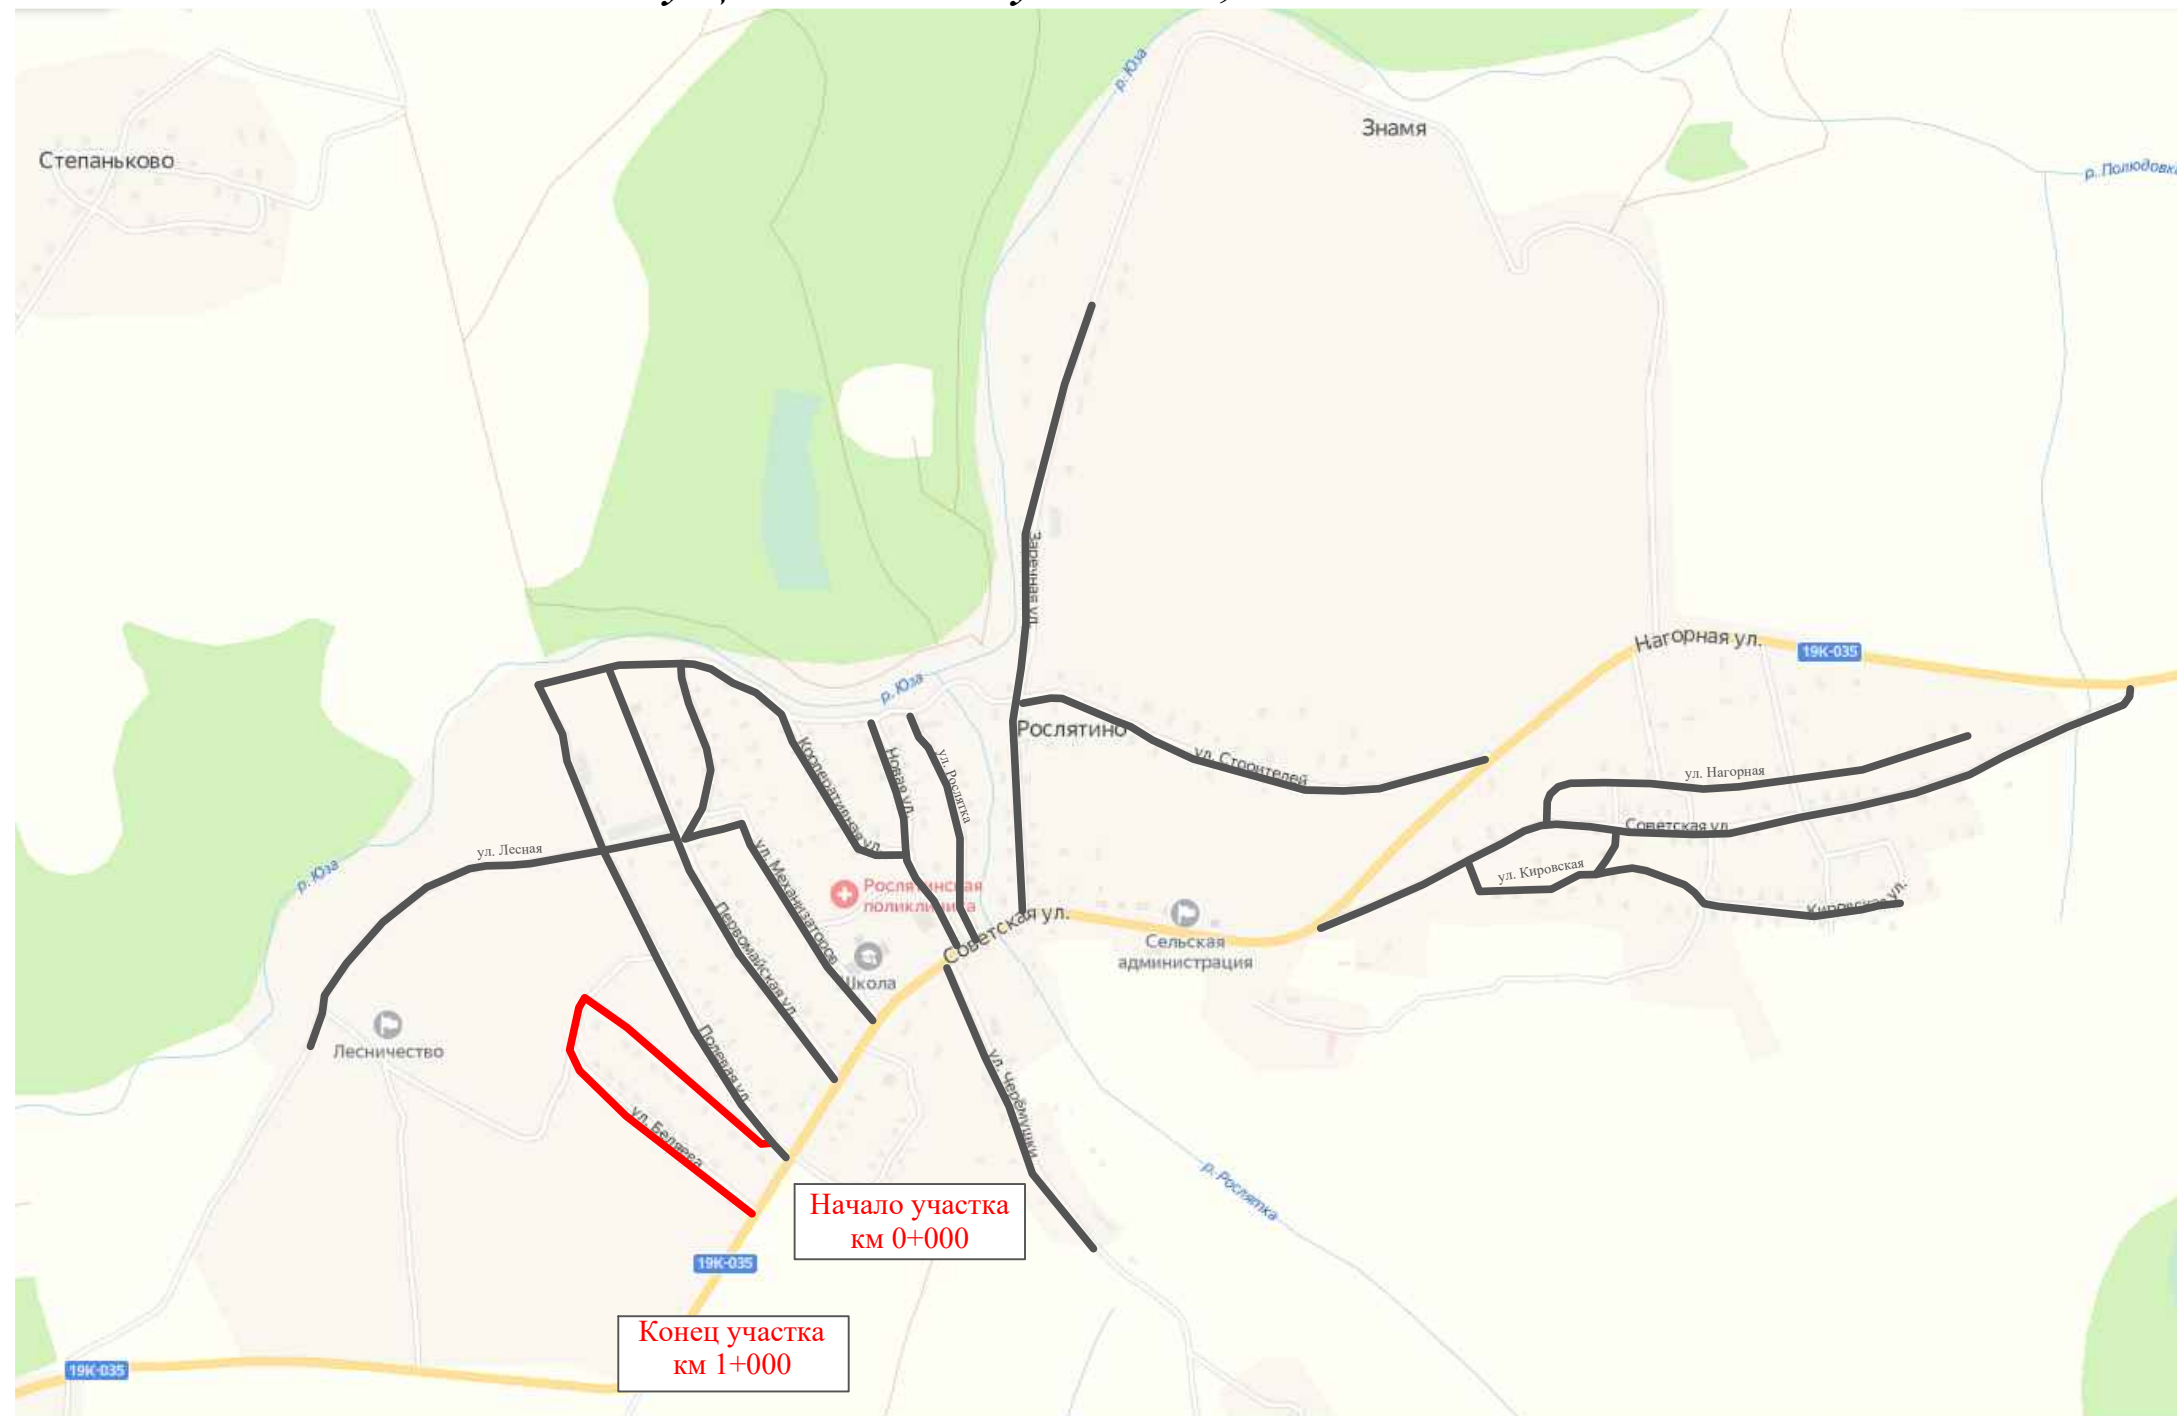 р. Юза
Знамя
Степаньково
р. Полюдовка
Заречная ул.
Нагорная ул.
19К-035
р. Юза
Рослятино
ул. Строителей
Кооперативная ул.
Новая ул.
ул. Рослятка
ул. Нагорная
Советская ул.
ул. Лесная
ул. Механизаторов
р. Юза
Рослятинская
поликлиника
ул. Кировская
Кировская ул.
Первомайская ул.
Советская ул.
Сельская
администрация
Школа
Лесничество
Полевая ул.
ул. Черёмушки
ул. Беляева
р. Рослятка
Начало участка
км 0+000
19К-035
Конец участка
км 1+000
19К-035